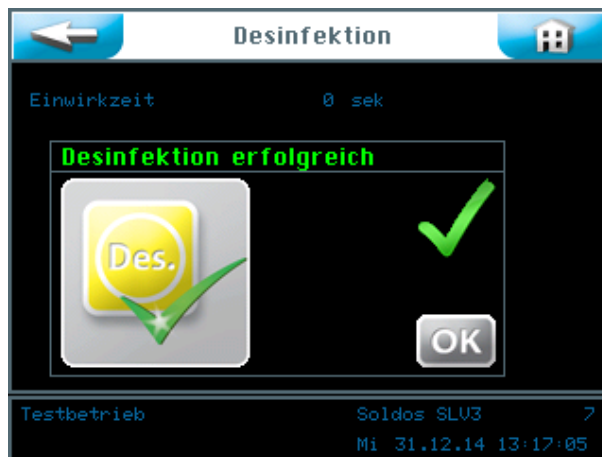 Desinfektion
Einwirkzeit 0 sek
Desinfektion erfolgreich
Des.
OK
Testbetrieb Soldos SLV3 7
Mi 31.12.14 13:17:05